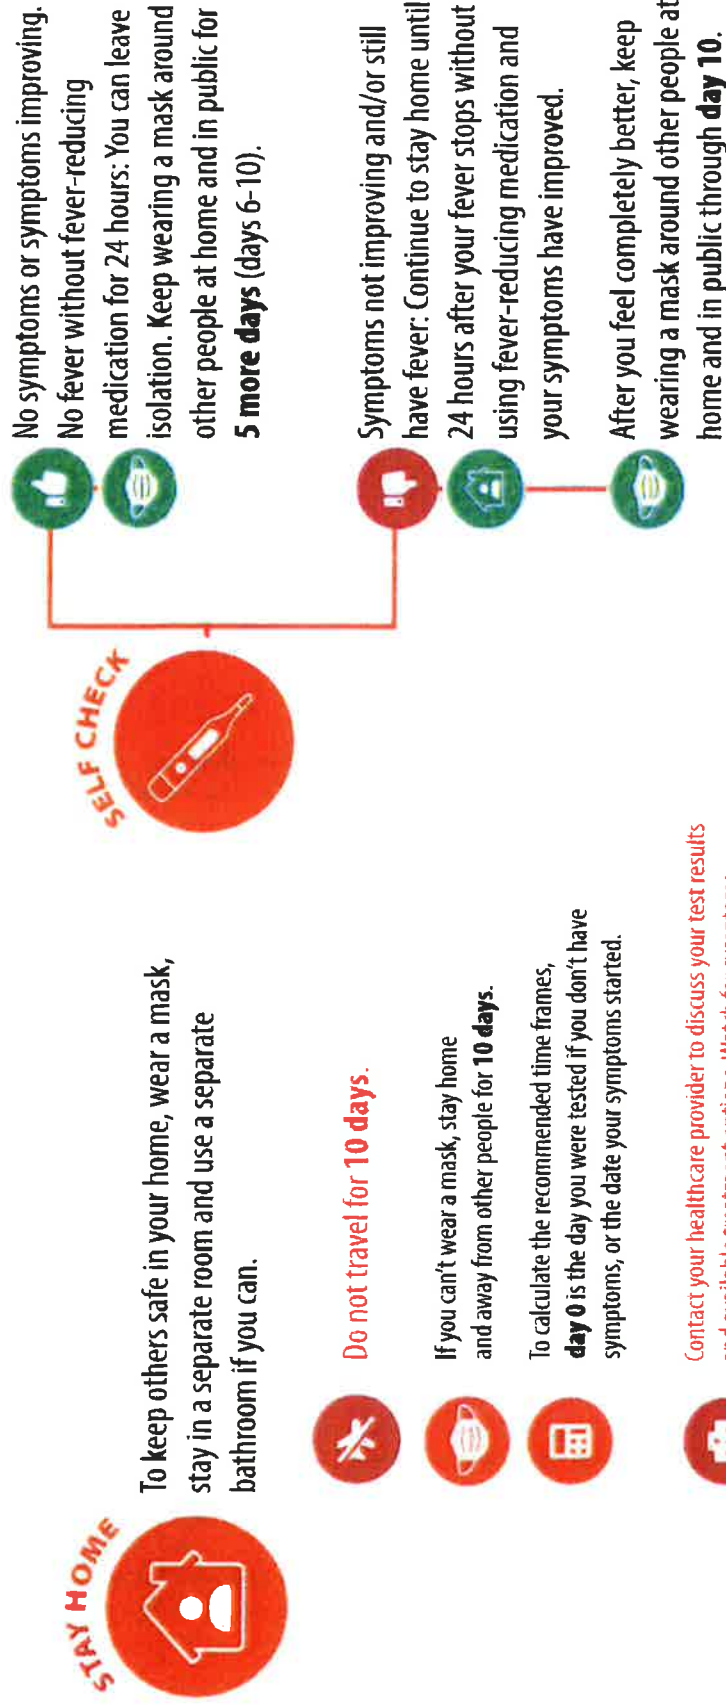 STAY HOME
To keep others safe in your home, wear a mask,
stay in a separate room and use a separate
bathroom if you can.
Do not travel for 10 days.
If you can't wear a mask, stay home
and away from other people for 10 days.
To calculate the recommended time frames,
day 0 is the day you were tested if you don't have
symptoms, or the date your symptoms started.
Contact your healthcare provider to discuss your test results
SELF CHECK
No symptoms or symptoms improving.
No fever without fever-reducing
medication for 24 hours: You can leave
isolation. Keep wearing a mask around
other people at home and in public for
5 more days (days 6-10).
Symptoms not improving and/or still
have fever: Continue to stay home until
24 hours after your fever stops without
using fever-reducing medication and
your symptoms have improved.
After you feel completely better, keep
wearing a mask around other people at
home and in public through day 10.